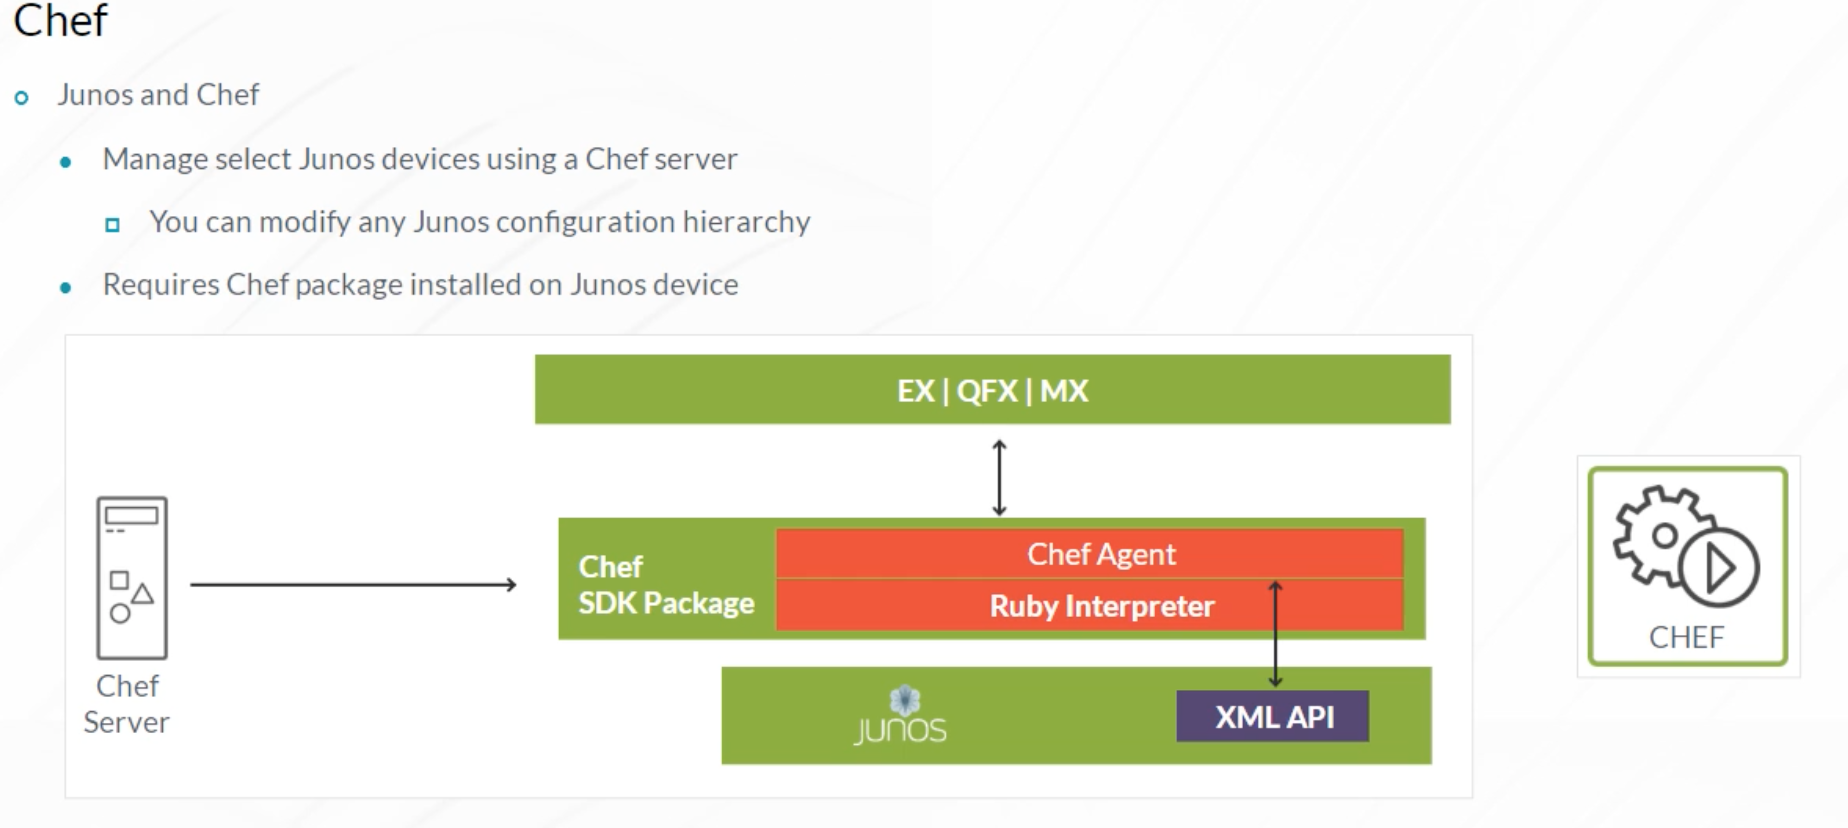 Chef
Junos and Chef
Manage select Junos devices using a Chef server
You can modify any Junos configuration hierarchy
Requires Chef package installed on Junos device
EX | QFX | MX
Chef
SDK Package
Chef Agent
Ruby Interpreter
Chef
Server
JUNOS
XML API
CHEF